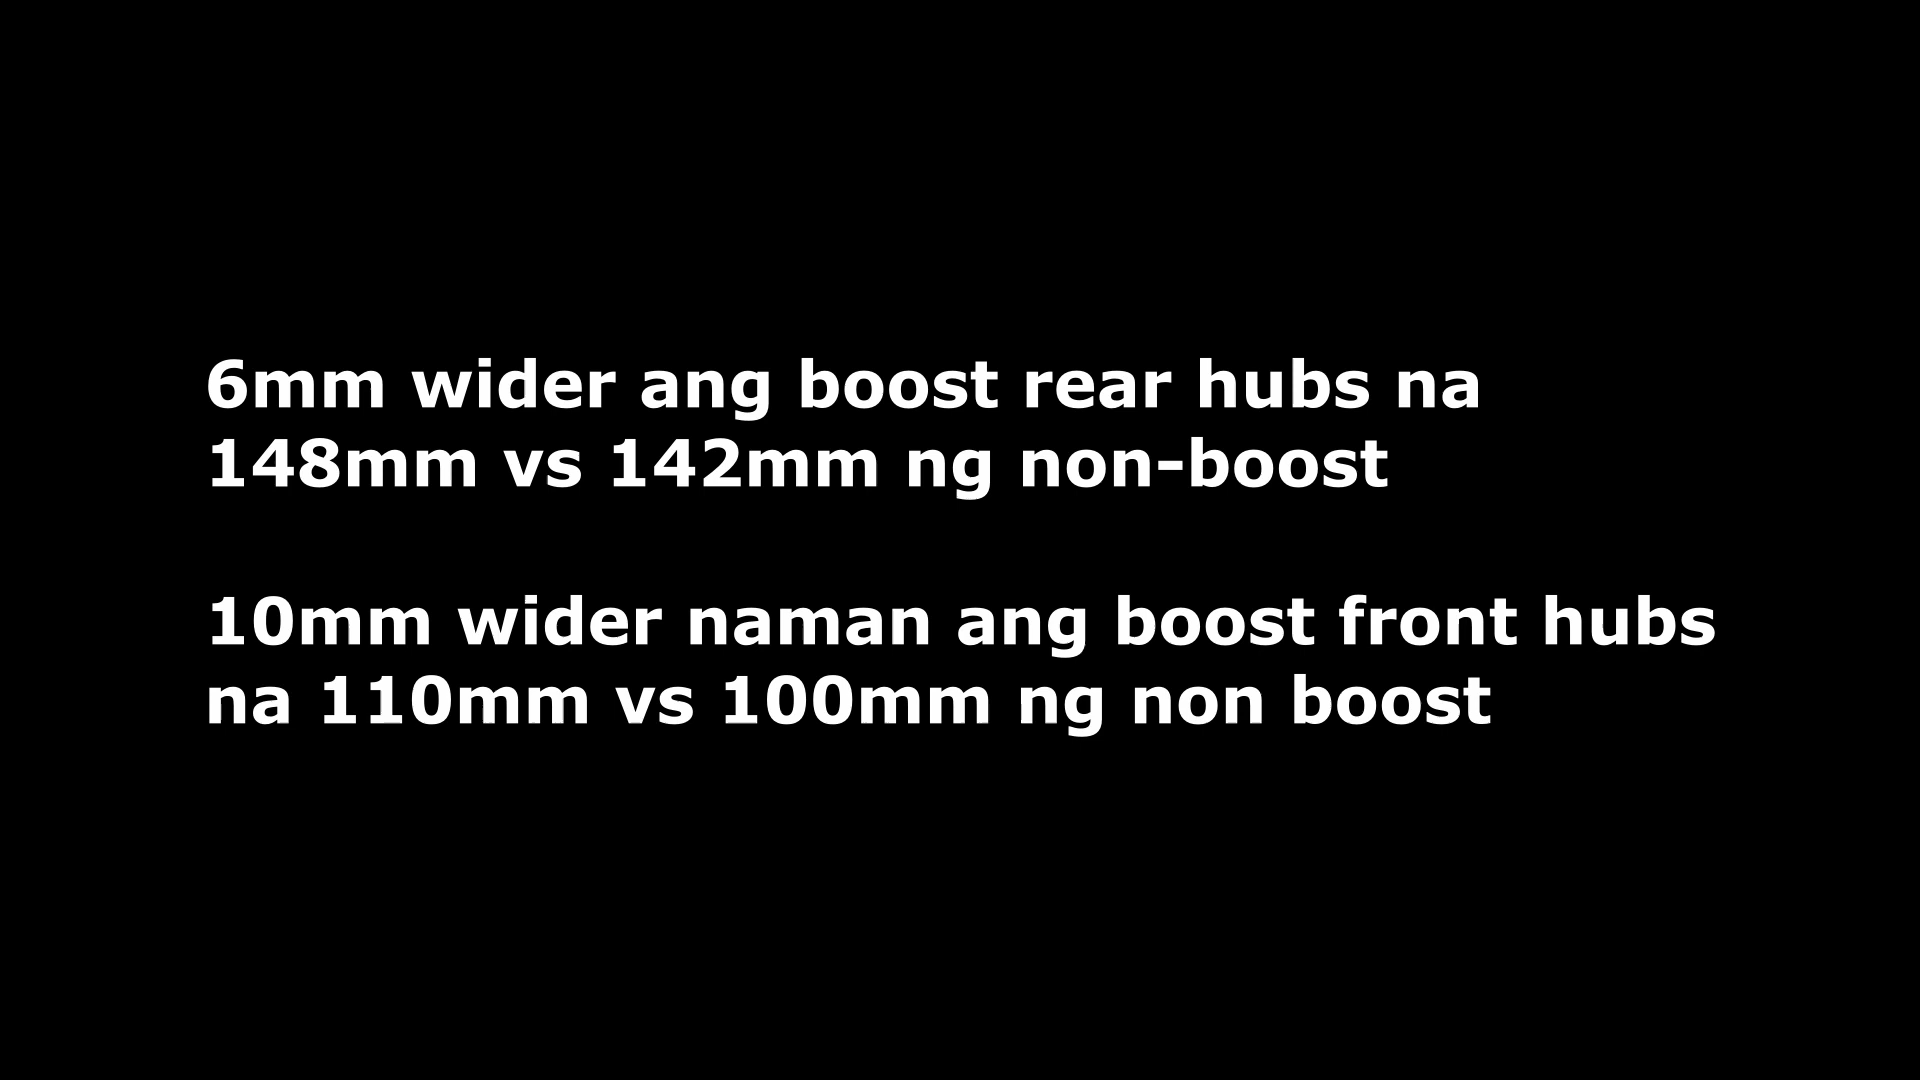 6mm wider ang boost rear hubs na
148mm vs 142mm ng non-boost
10mm wider naman ang boost front hubs
na 110mm vs 100mm ng non boost